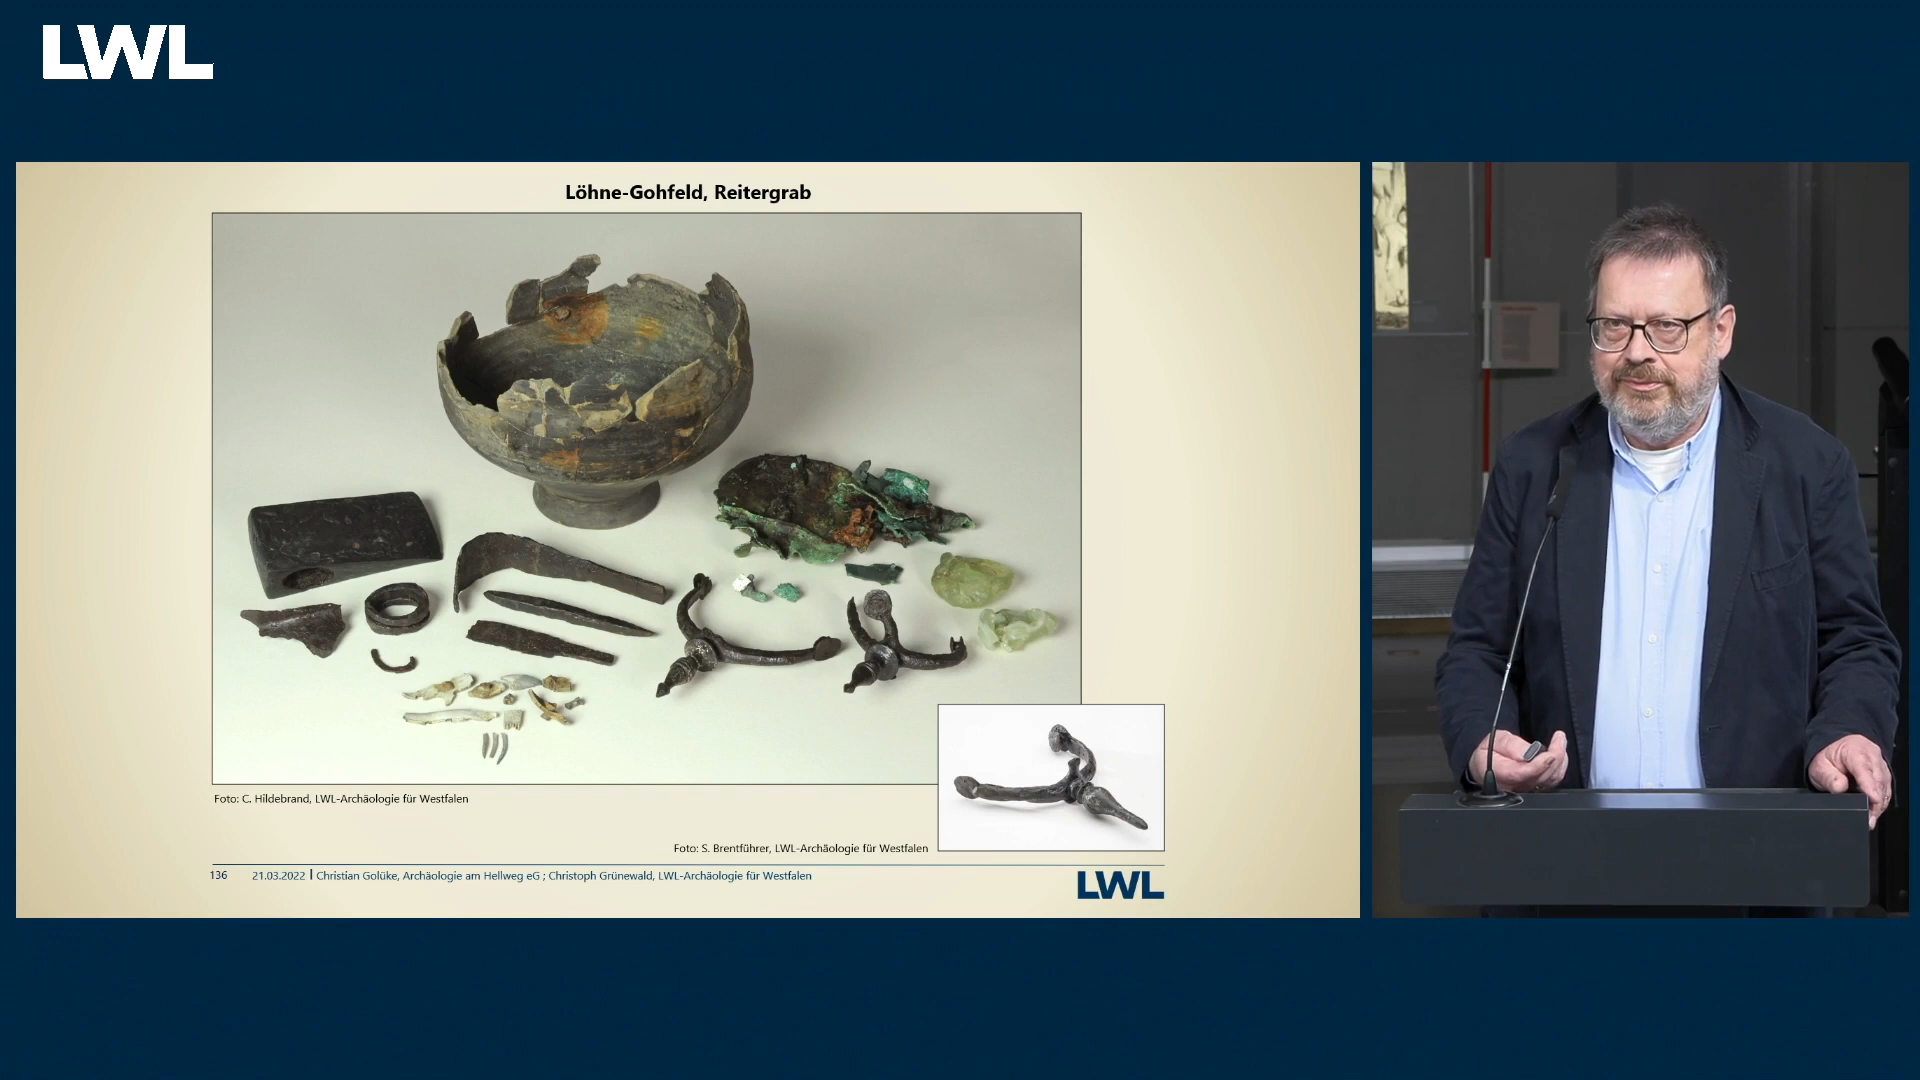 LWL
Löhne-Gohfeld, Reitergrab
Foto: C. Hildebrand, LWL-Archäologie für Westfalen
Foto: S. Brentführer, LWL-Archäologie für Westfalen
136 21.03.2022 | Christian Golüke, Archäologie am Hellweg eG ; Christoph Grünewald, LWL-Archäologie für Westfalen
LWL